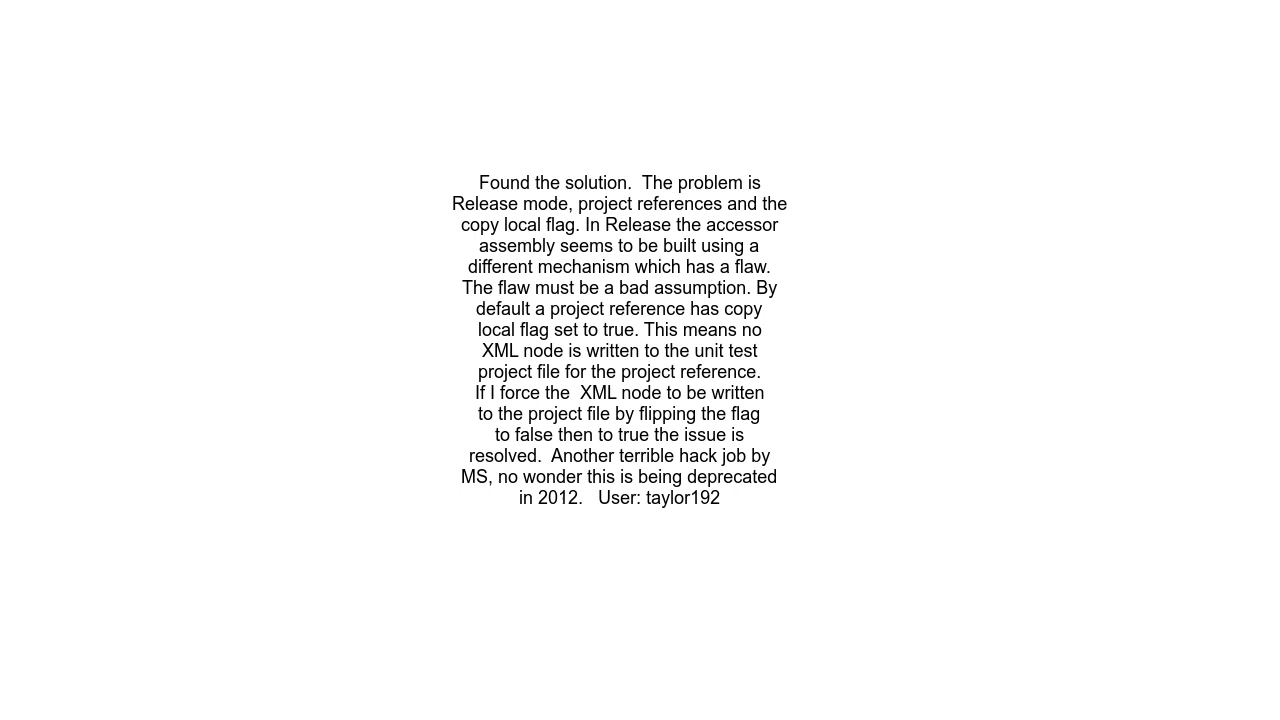 Found the solution.  The problem is
Release mode, project references and the
copy local flag. In Release the accessor
assembly seems to be built using a
different mechanism which has a flaw.
The flaw must be a bad assumption. By
default a project reference has copy
local flag set to true. This means no
XML node is written to the unit test
project file for the project reference.
If I force the  XML node to be written
to the project file by flipping the flag
to false then to true the issue is
resolved.  Another terrible hack job by
MS, no wonder this is being deprecated
in 2012.   User: taylor192